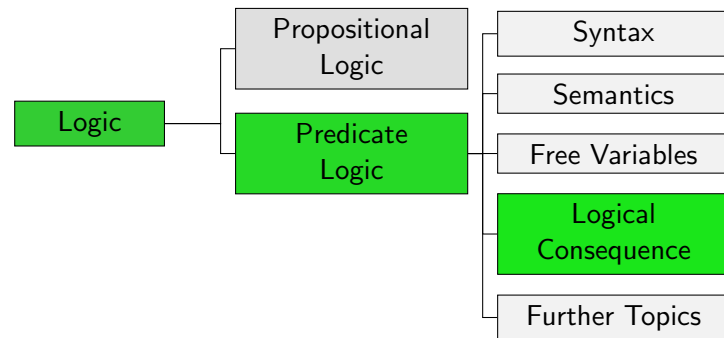 Logic
Propositional
Logic
Predicate
Logic
Syntax
Semantics
Free Variables
Logical
Consequence
Further Topics